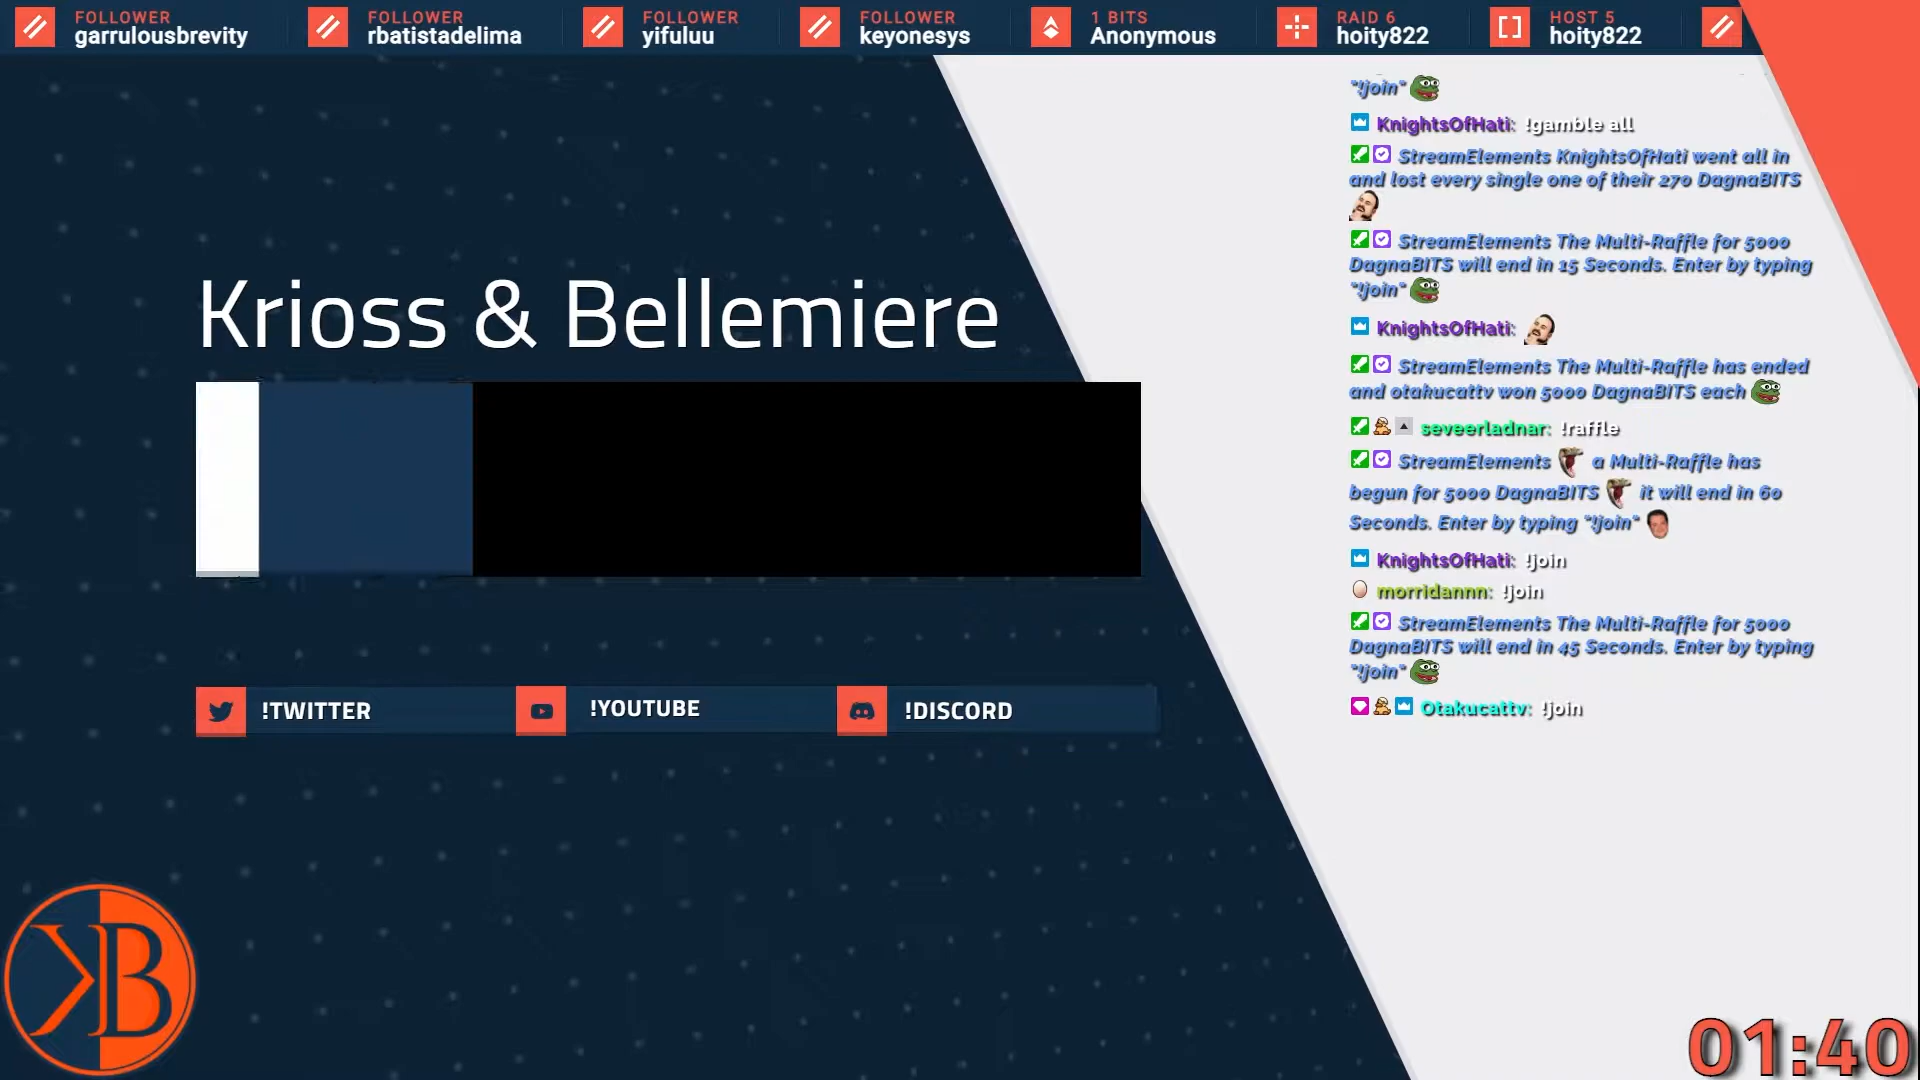 FOLLOWER
garrulousbrevity
FOLLOWER
rbatistadelima
FOLLOWER
yifuluu
FOLLOWER
keyonesys
1 BITS
Anonymous
RAID 6
hoity822
HOST 5
hoity822
"!join"
KnightsOfHati: !gamble all
StreamElements KnightsOfHati went all in
and lost every single one of their 270 DagnaBITS
StreamElements The Multi-Raffle for 5000
DagnaBITS will end in 15 Seconds. Enter by typing
"!join"
KnightsOfHati:
StreamElements The Multi-Raffle has ended
and otakucattv won 5000 DagnaBITS each
seveerladnar: !raffle
StreamElements a Multi-Raffle has
begun for 5000 DagnaBITS it will end in 60
Seconds. Enter by typing "!join"
KnightsOfHati: !join
morridannn: !join
StreamElements The Multi-Raffle for 5000
DagnaBITS will end in 45 Seconds. Enter by typing
"!join"
Otakucattv: !join
Krioss & Bellemiere
!TWITTER
!YOUTUBE
!DISCORD
KB
01:40